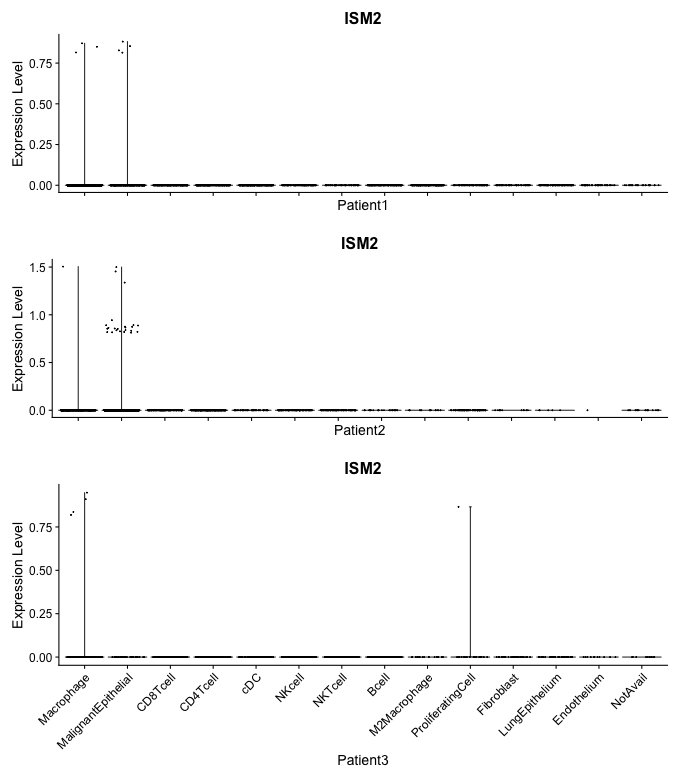 ISM2
Expression Level
0.75
0.50
0.25
0.00
Patient1
ISM2
Expression Level
1.5
1.0
0.5
0.0
Patient2
ISM2
Expression Level
0.75
0.50
0.25
0.00
Macrophage
MalignantEpithelial
CD8Tcell
CD4Tcell
cDC
NKcell
NKTcell
Bcell
M2Macrophage
ProliferatingCell
Fibroblast
LungEpithelium
Endothelium
NotAvail
Patient3